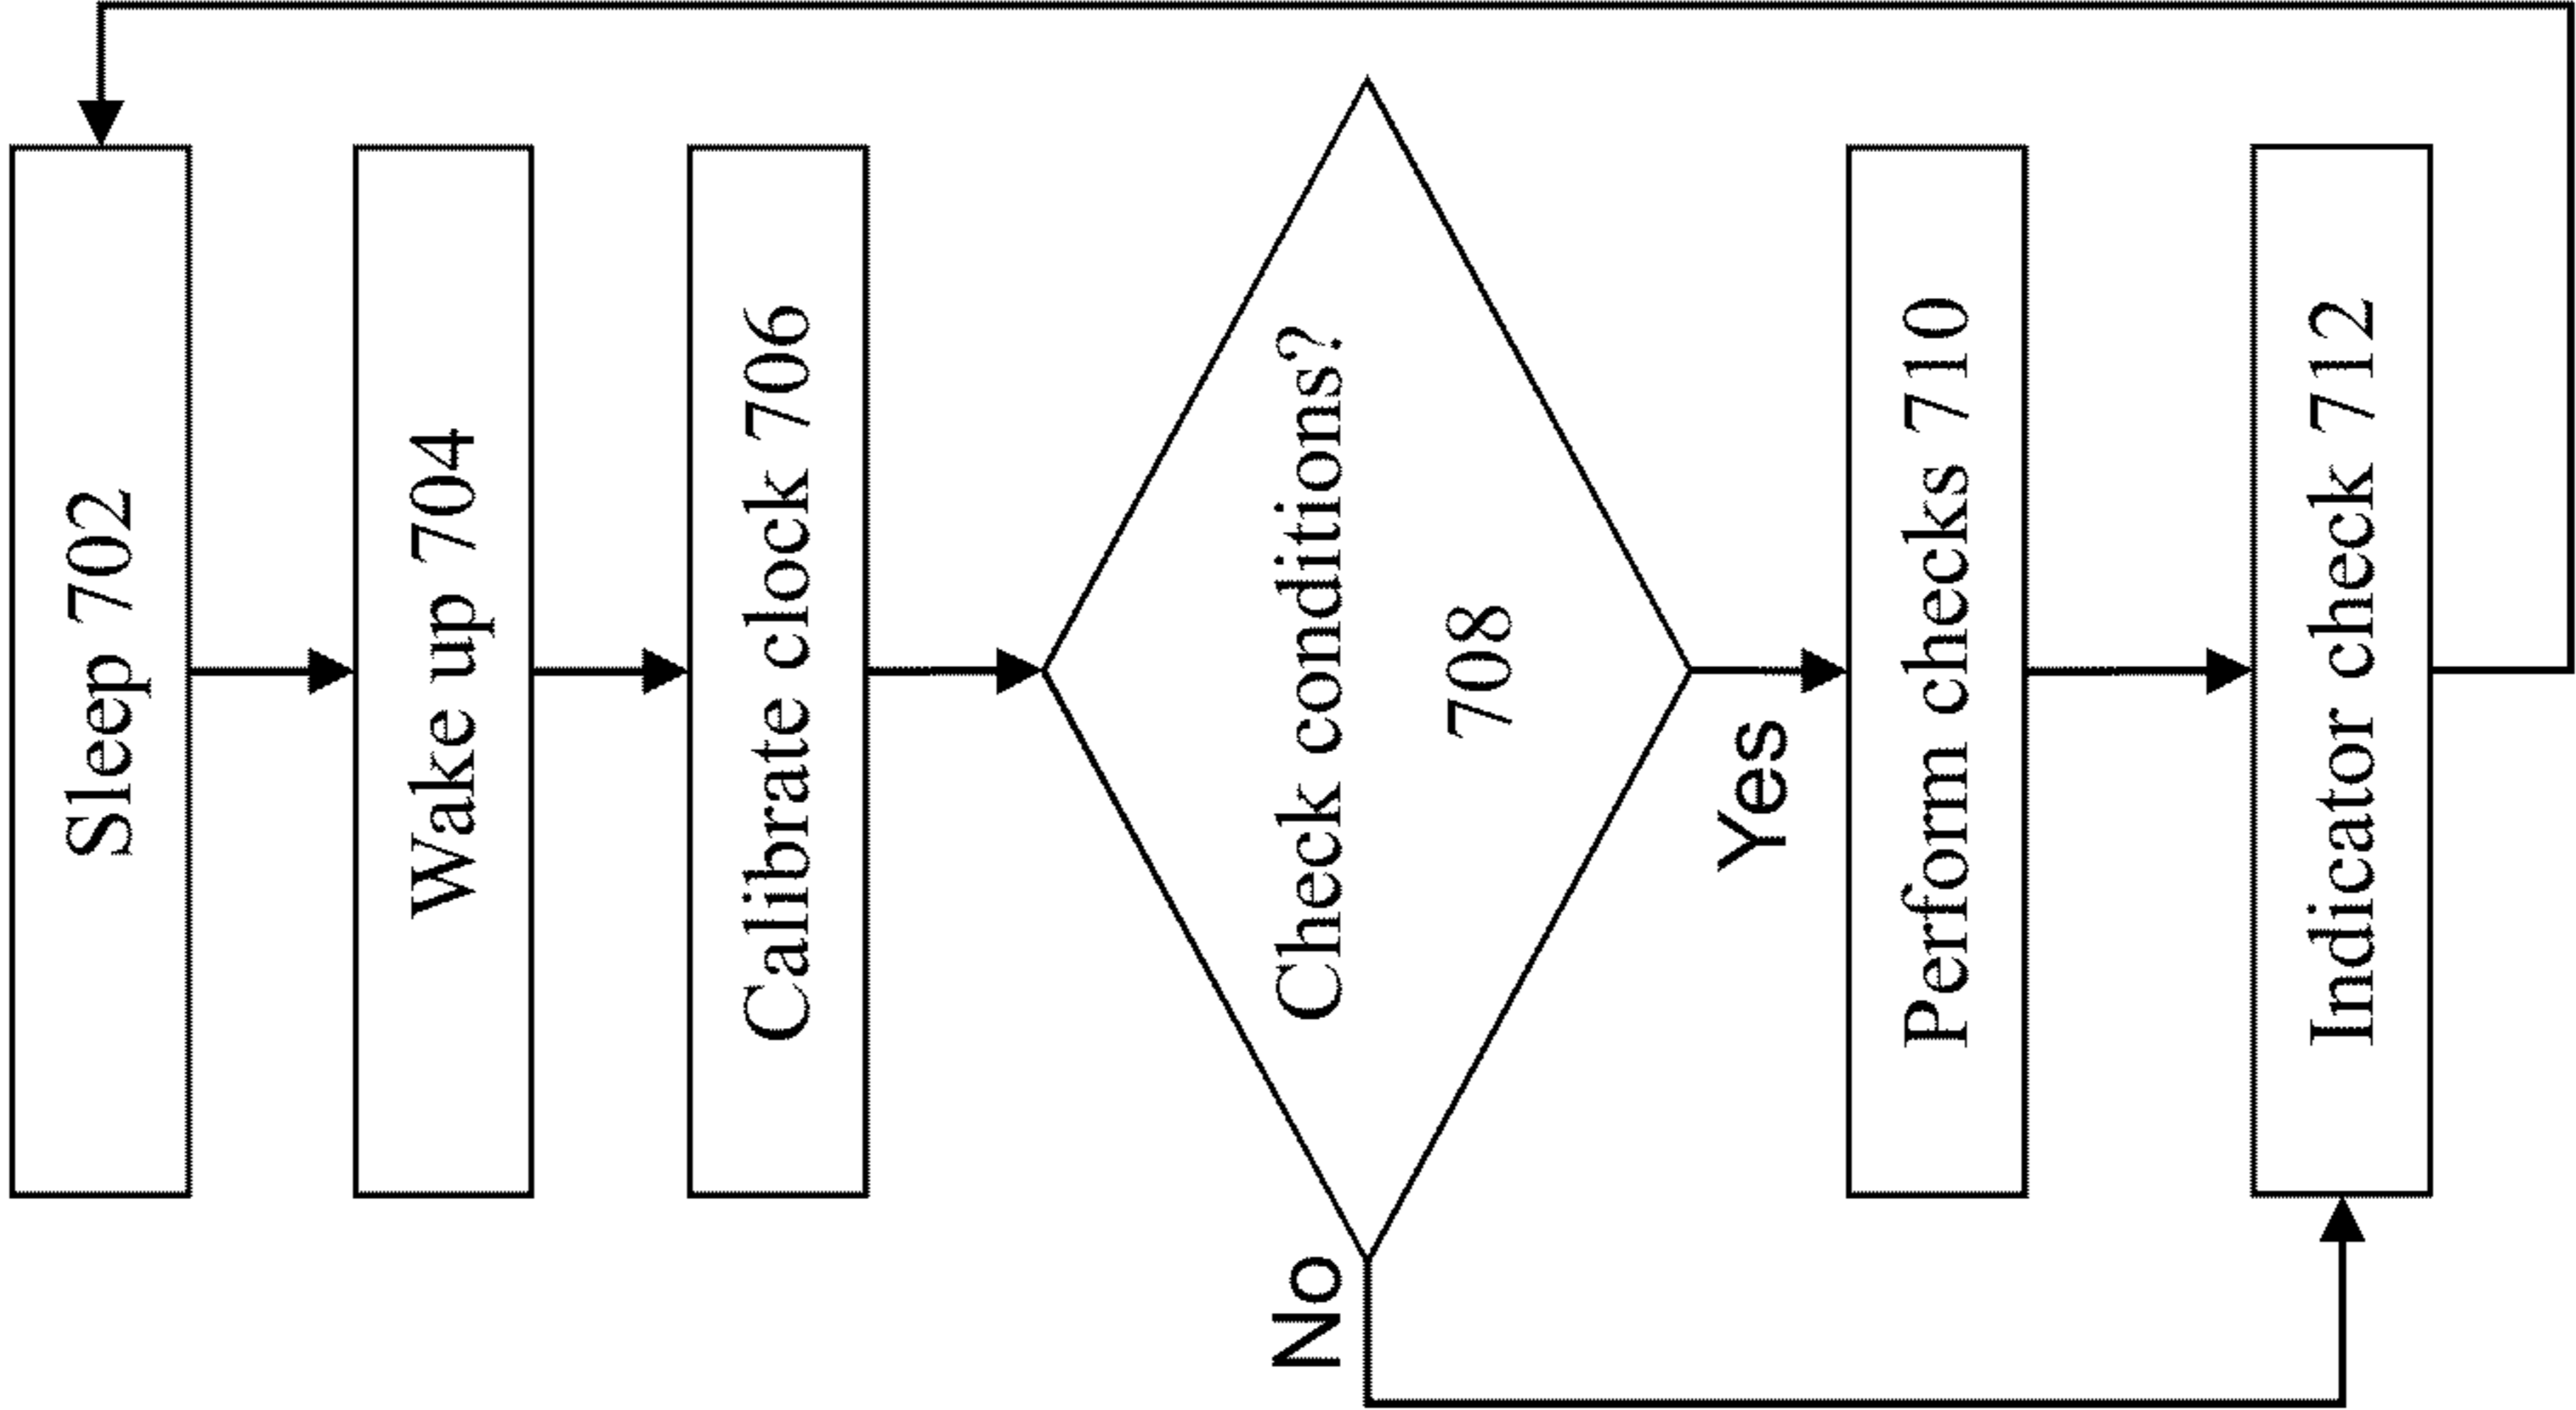 Sleep 702
Wake up 704
Calibrate clock 706
Check conditions?
708
No
Yes
Perform checks 710
Indicator check 712